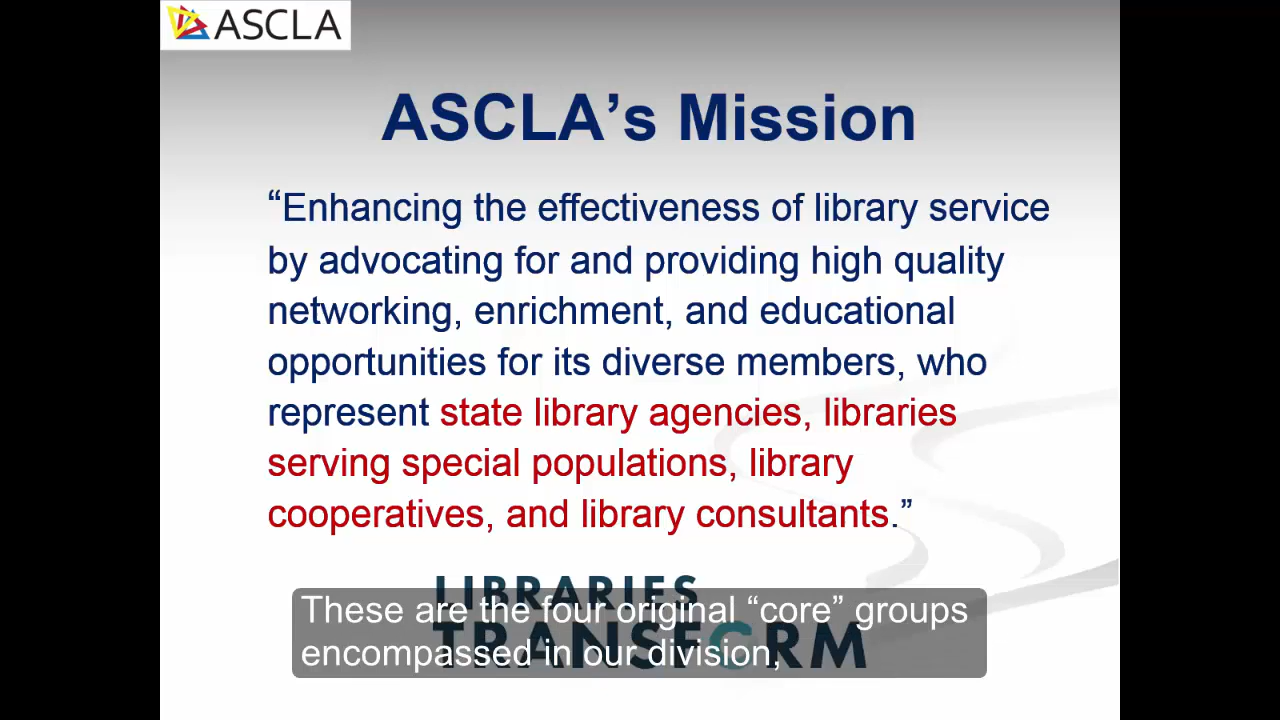 ASCLA
ASCLA’s Mission
“Enhancing the effectiveness of library service
by advocating for and providing high quality
networking, enrichment, and educational
opportunities for its diverse members, who
represent state library agencies, libraries
serving special populations, library
cooperatives, and library consultants.”
LIBRARIES
TRANSFORM
These are the four original “core” groups
encompassed in our division,